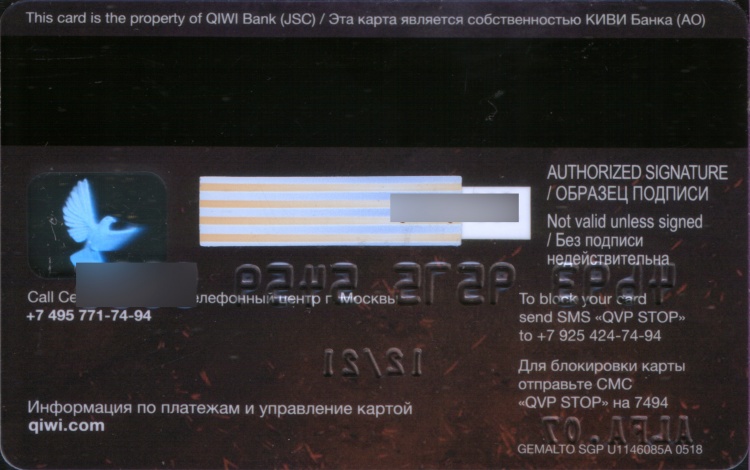 This card is the property of QIWI Bank (JSC) / Эта карта является собственностью КИВИ Банка (АО)
AUTHORIZED SIGNATURE
/ ОБРАЗЕЦ ПОДПИСИ
Not valid unless signed
/ Без подписи
недействительна
Call центр г. Москвы
+7 495 771-74-94
To block your card
send SMS «QVP STOP»
to +7 925 424-74-94
Для блокировки карты
отправьте СМС
«QVP STOP» на 7494
Информация по платежам и управление картой
qiwi.com
GEMALTO SGP U1146085A 0518